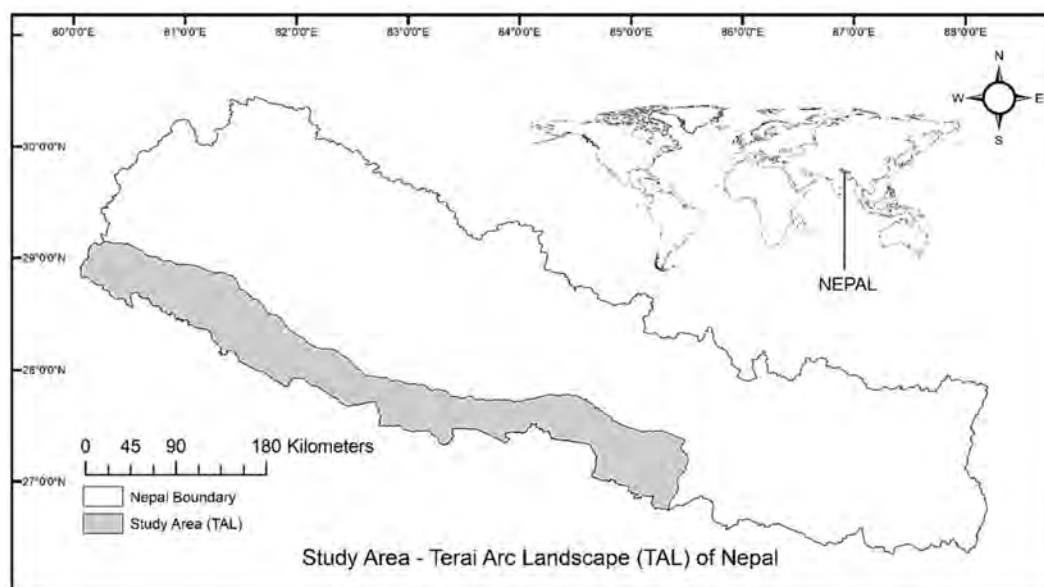 80°0'0"E 81°0'0"E 82°0'0"E 83°0'0"E 84°0'0"E 85°0'0"E 86°0'0"E 87°0'0"E 88°0'0"E
N
W E
S
30°0'0"N
29°0'0"N
NEPAL
28°0'0"N
0 45 90 180 Kilometers
27°0'0"N
Nepal Boundary
Study Area (TAL)
Study Area - Terai Arc Landscape (TAL) of Nepal